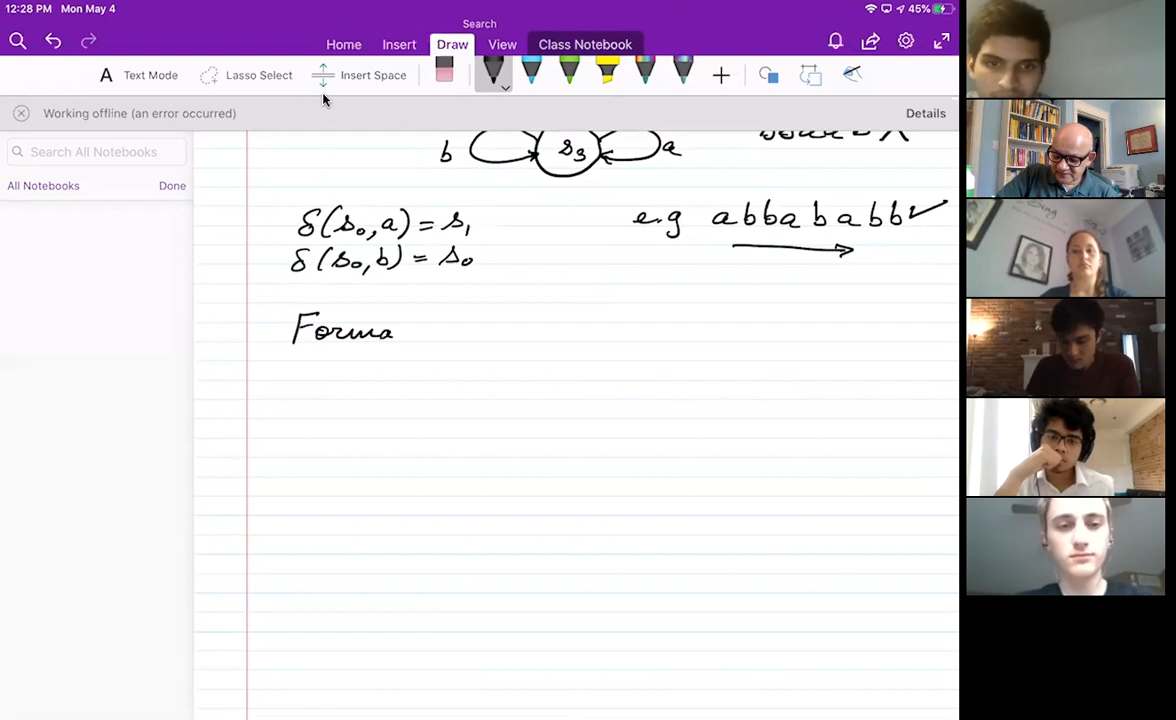 12:28 PM Mon May 4
45%
Search
Home Insert Draw View Class Notebook
A Text Mode Lasso Select Insert Space
Working offline (an error occurred) Details
Search All Notebooks
All Notebooks Done
b s₃ a
δ(s₀,a) = s₁
e.g abbababb✓
δ(s₀,b) = s₀
Forma